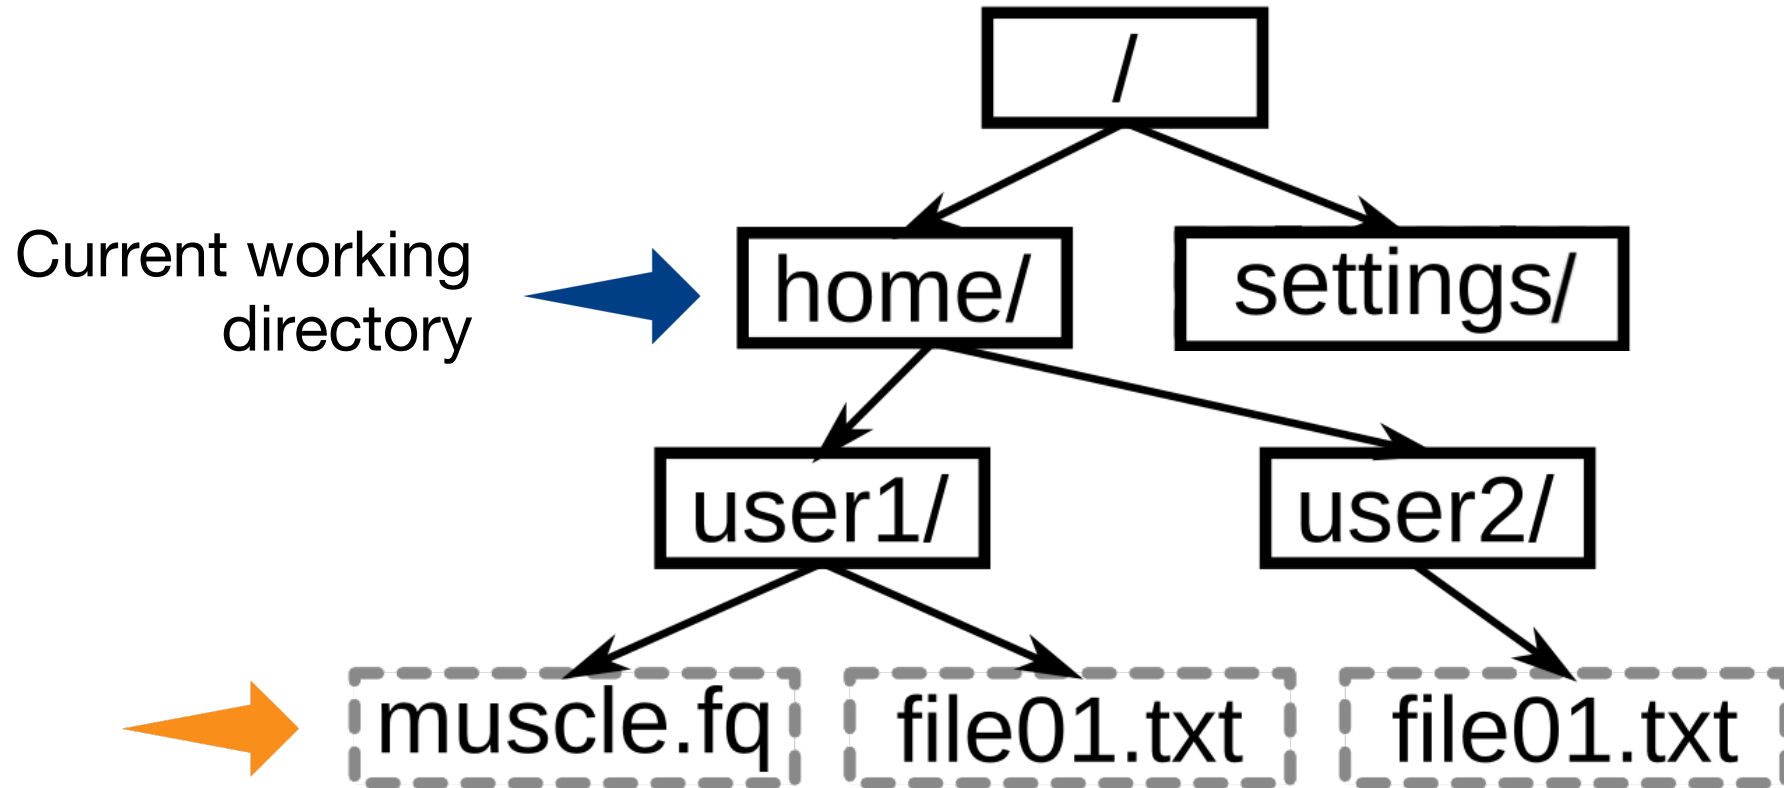 /
Current working
directory
home/
settings/
user1/
user2/
muscle.fq
file01.txt
file01.txt